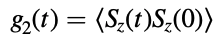 g₂(t) = ⟨S_z(t)S_z(0)⟩